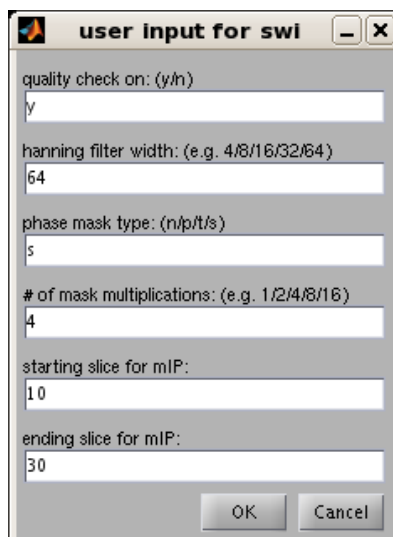 user input for swi
quality check on: (y/n)
y
hanning filter width: (e.g. 4/8/16/32/64)
64
phase mask type: (n/p/t/s)
s
# of mask multiplications: (e.g. 1/2/4/8/16)
4
starting slice for mIP:
10
ending slice for mIP:
30
OK Cancel